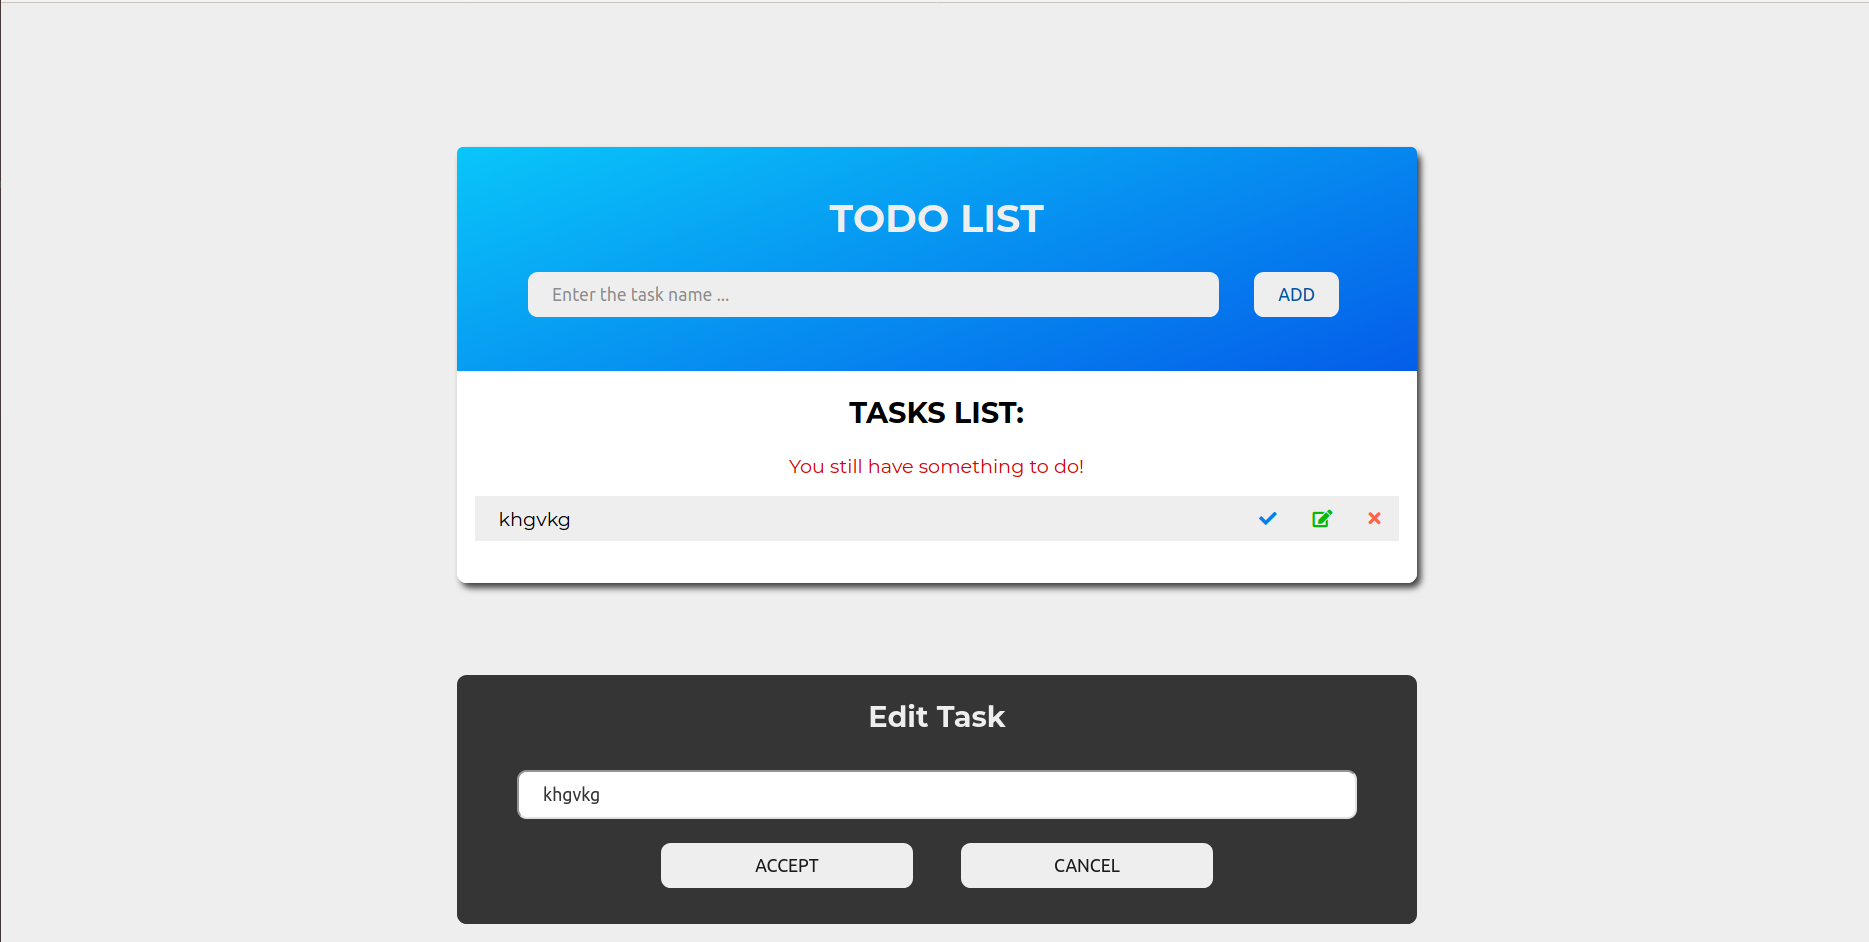 TODO LIST
Enter the task name ...
ADD
TASKS LIST:
You still have something to do!
khgvkg
Edit Task
khgvkg
ACCEPT
CANCEL